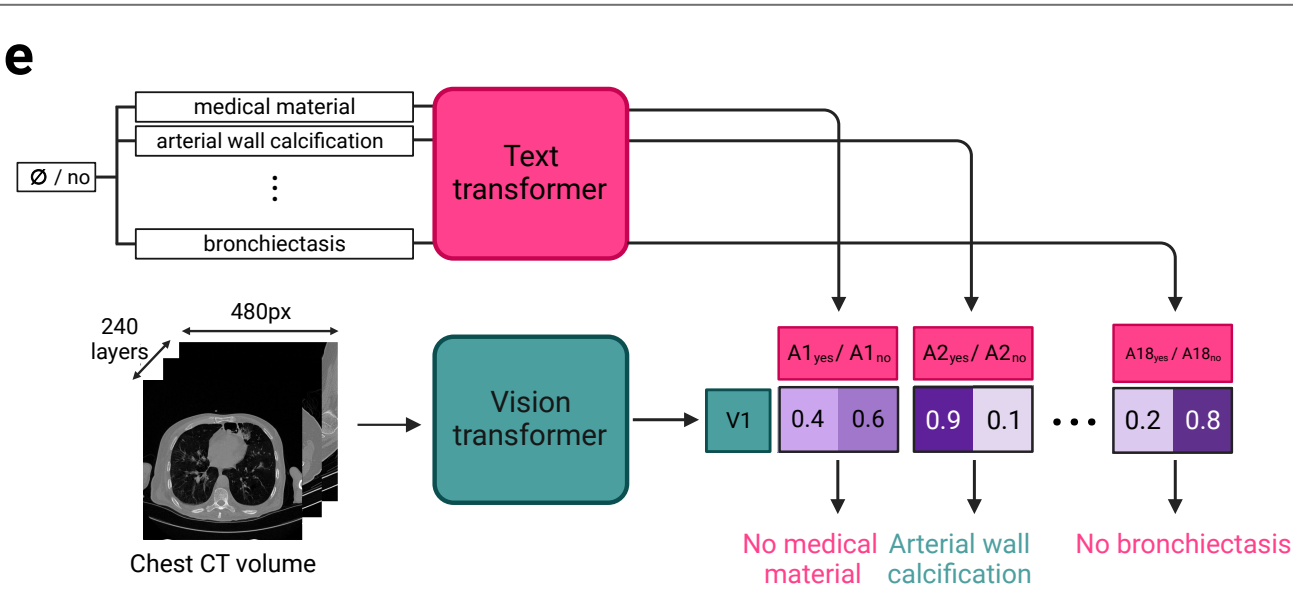 e
medical material
arterial wall calcification
Ø / no
⋮
bronchiectasis
Text
transformer
480px
240
layers
Chest CT volume
Vision
transformer
A1yes/ A1no
A2yes/ A2no
A18yes/ A18no
V1
0.4 0.6
0.9 0.1
...
0.2 0.8
No medical
material
Arterial wall
calcification
No bronchiectasis